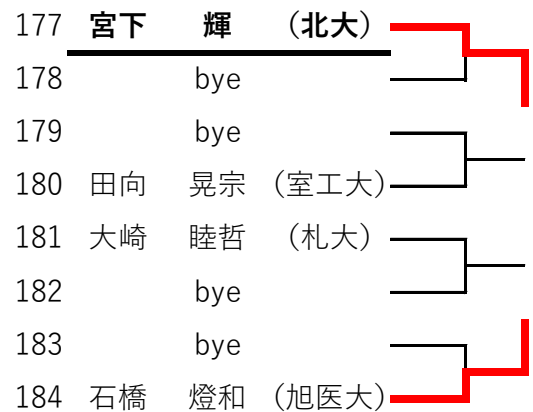 177 宮下 輝 （北大）
178 bye
179 bye
180 田向 晃宗 （室工大）
181 大崎 睦哲 （札大）
182 bye
183 bye
184 石橋 燈和 （旭医大）